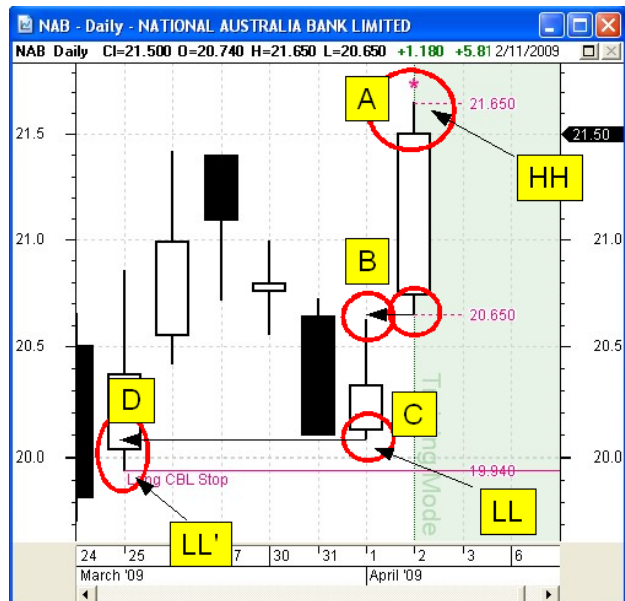 NAB - Daily - NATIONAL AUSTRALIA BANK LIMITED
NAB Daily Cl=21.500 O=20.740 H=21.650 L=20.650 +1.180 +5.81 2/11/2009
A
21.650
21.5
21.50
HH
21.0
21.0
B
20.650
20.5
20.5
D
C
20.0
20.0
Long CBL Stop
19.940
Mode
LL
LL'
24 25 7 30 31 1 2 3 6
March '09 April '09